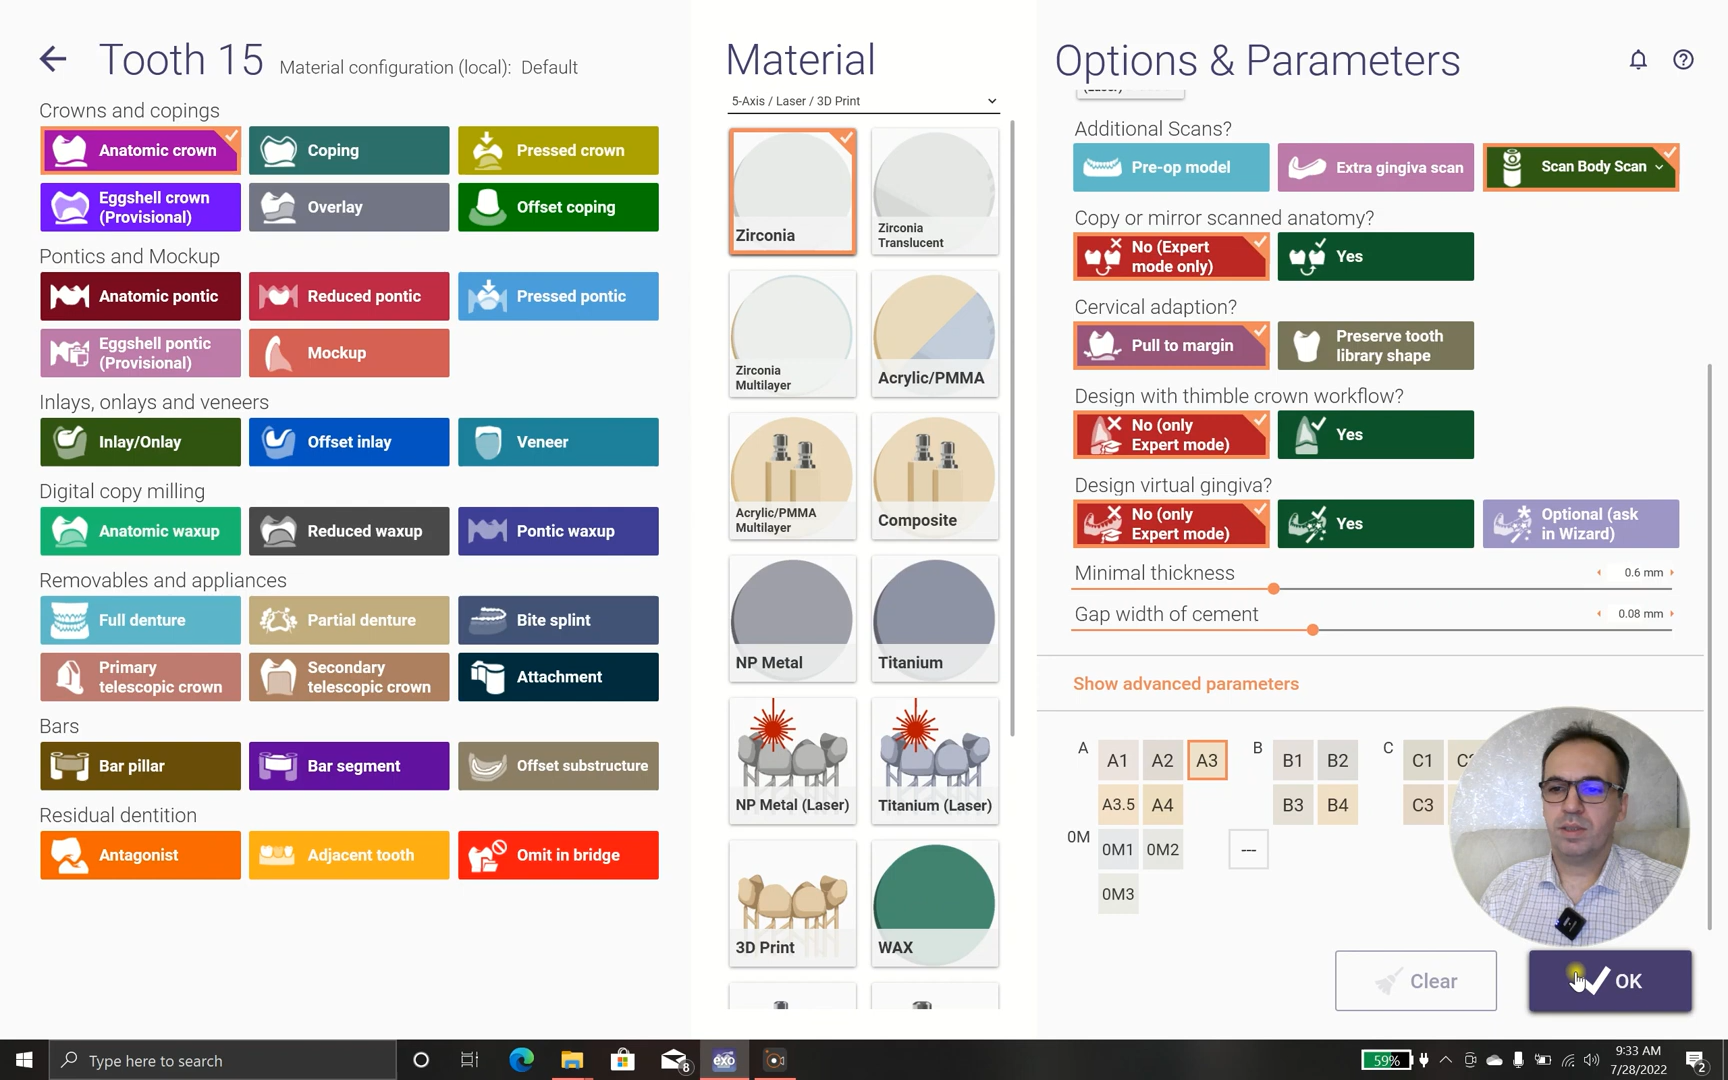 Tooth 15
Material configuration (local): Default
Crowns and copings
Anatomic crown
Coping
Pressed crown
Eggshell crown
(Provisional)
Overlay
Offset coping
Pontics and Mockup
Anatomic pontic
Reduced pontic
Pressed pontic
Eggshell pontic
(Provisional)
Mockup
Inlays, onlays and veneers
Inlay/Onlay
Offset inlay
Veneer
Digital copy milling
Anatomic waxup
Reduced waxup
Pontic waxup
Removables and appliances
Full denture
Partial denture
Bite splint
Primary
telescopic crown
Secondary
telescopic crown
Attachment
Bars
Bar pillar
Bar segment
Offset substructure
Residual dentition
Antagonist
Adjacent tooth
Omit in bridge
Material
5-Axis / Laser / 3D Print
Zirconia
Zirconia
Translucent
Zirconia
Multilayer
Acrylic/PMMA
Acrylic/PMMA
Multilayer
Composite
NP Metal
Titanium
NP Metal (Laser)
Titanium (Laser)
3D Print
WAX
Options & Parameters
Additional Scans?
Pre-op model
Extra gingiva scan
Scan Body Scan
Copy or mirror scanned anatomy?
No (Expert
mode only)
Yes
Cervical adaption?
Pull to margin
Preserve tooth
library shape
Design with thimble crown workflow?
No (only
Expert mode)
Yes
Design virtual gingiva?
No (only
Expert mode)
Yes
Optional (ask
in Wizard)
Minimal thickness
0.6 mm
Gap width of cement
0.08 mm
Show advanced parameters
A A1 A2 A3 B B1 B2 C C1
A3.5 A4 B3 B4 C3
0M 0M1 0M2 ---
0M3
Clear
OK
Type here to search
8
exo
59%
9:33 AM
7/28/2022
2